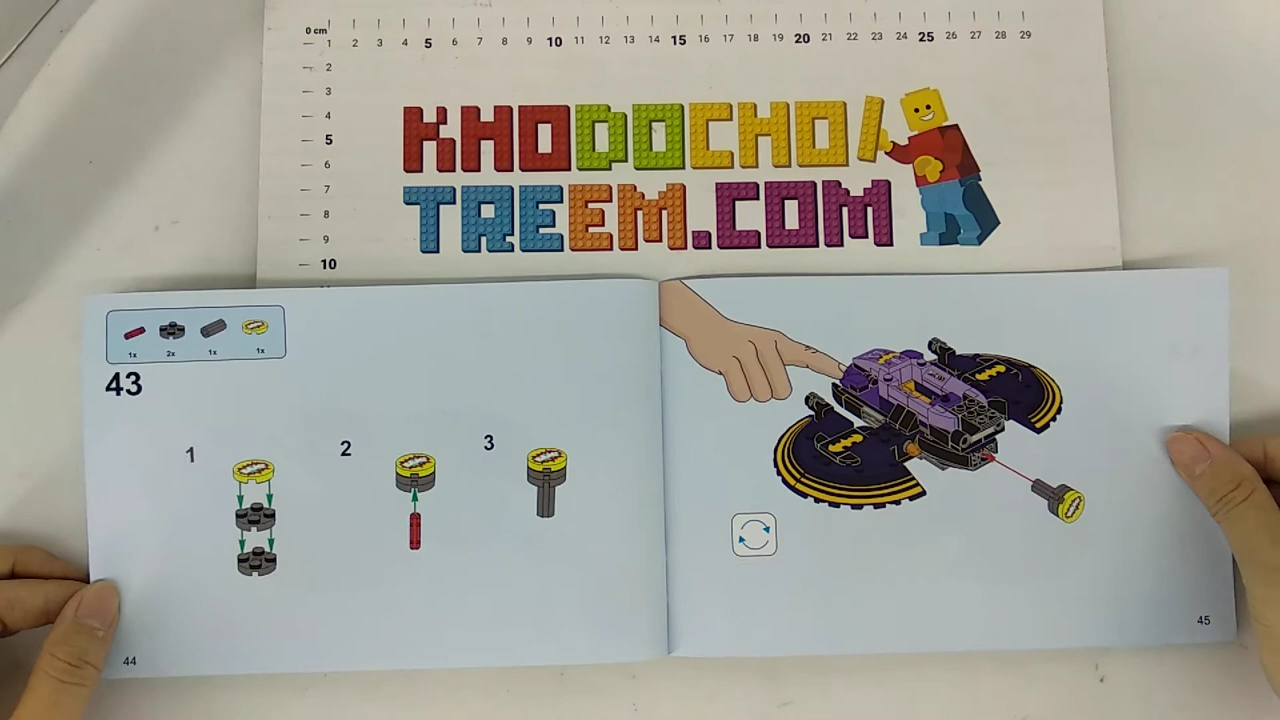 0 cm
1 2 3 4 5 6 7 8 9 10 11 12 13 14 15 16 17 18 19 20 21 22 23 24 25 26 27 28 29
2
3
4
5
6
7
8
9
10
KHODOCHOI
TREEM.COM
1x 2x 1x 1x
43
1 2 3
44
45